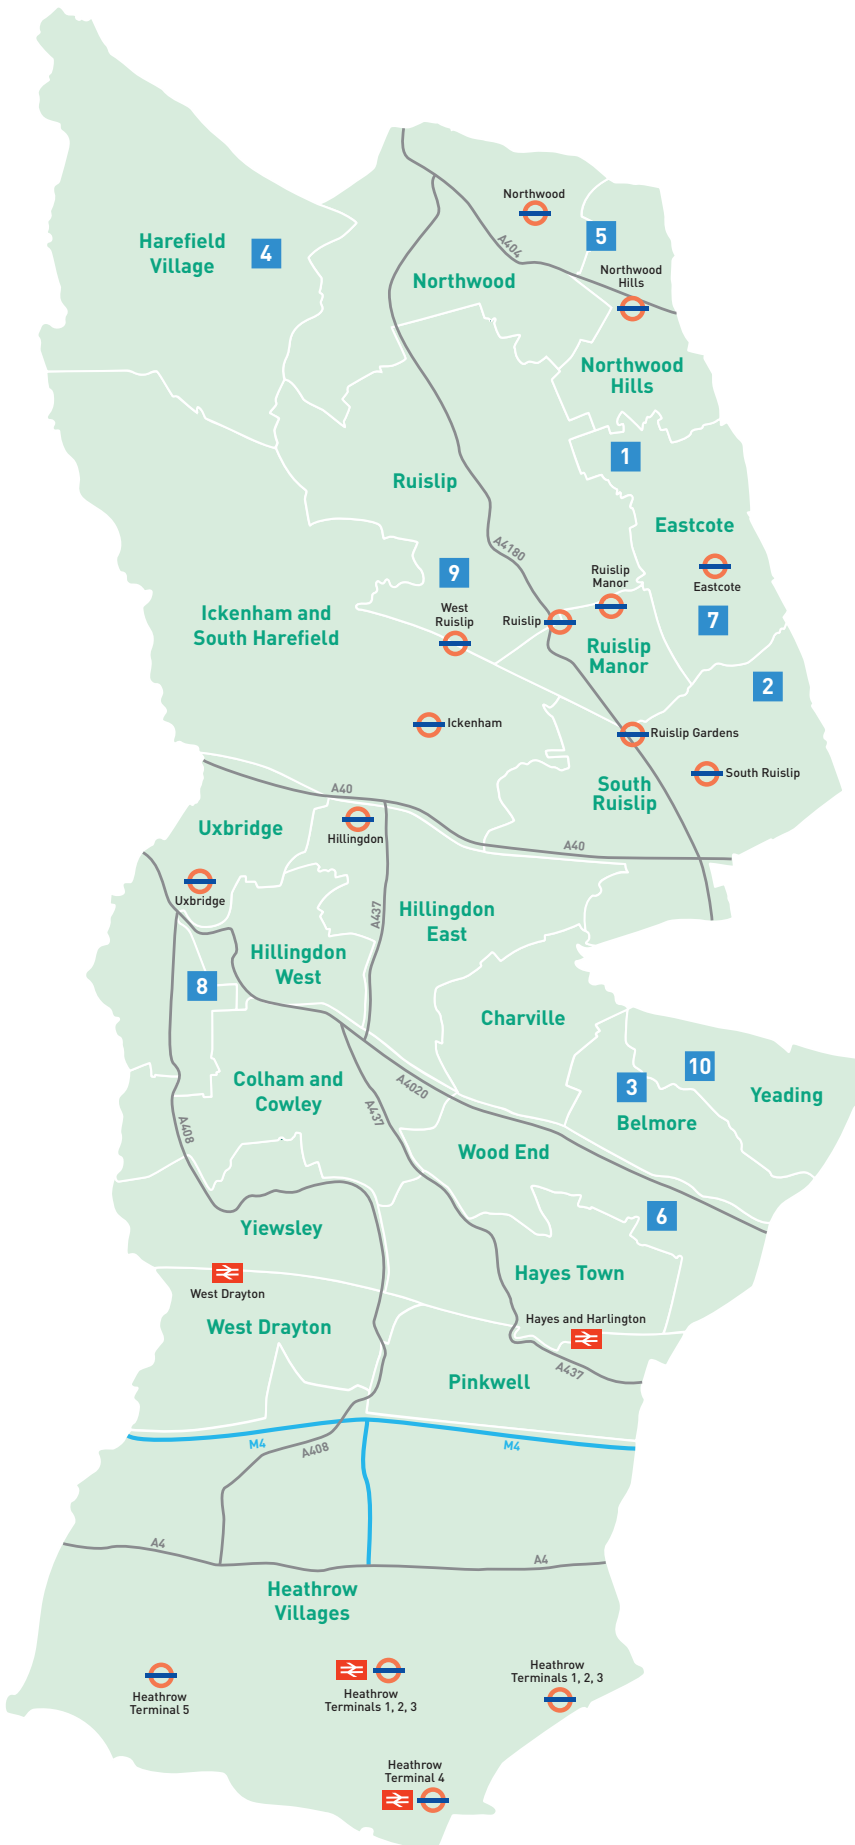 Northwood
Harefield
Village
4
5
A404
Northwood
Hills
Northwood
Northwood
Hills
1
Ruislip
Eastcote
A4180
9
Ruislip
Manor
Eastcote
Ickenham and
South Harefield
West
Ruislip
Ruislip
7
Ruislip
Manor
2
Ickenham
Ruislip Gardens
South Ruislip
South
Ruislip
A40
Uxbridge
Hillingdon
A40
Uxbridge
A437
Hillingdon
East
Hillingdon
West
8
Charville
10
Colham and
Cowley
A4020
3
Yeading
A437
Belmore
A408
Wood End
6
Yiewsley
West Drayton
Hayes Town
West Drayton
Hayes and Harlington
A437
Pinkwell
M4
A408
M4
A4
A4
Heathrow
Villages
Heathrow
Terminal 5
Heathrow
Terminals 1, 2, 3
Heathrow
Terminals 1, 2, 3
Heathrow
Terminal 4